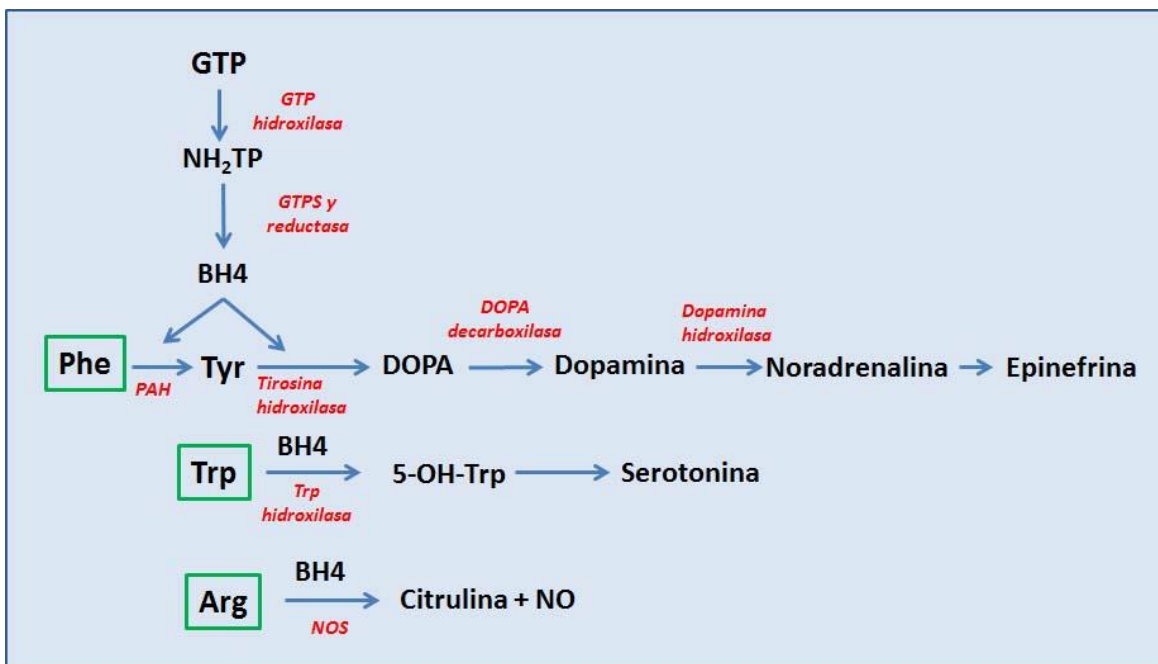 GTP
GTP
hidroxilasa
NH₂TP
GTPS y
reductasa
BH4
Phe
PAH
Tyr
Tirosina
hidroxilasa
DOPA
DOPA
decarboxilasa
Dopamina
Dopamina
hidroxilasa
Noradrenalina
Epinefrina
Trp
BH4
Trp
hidroxilasa
5-OH-Trp
Serotonina
Arg
BH4
NOS
Citrulina + NO